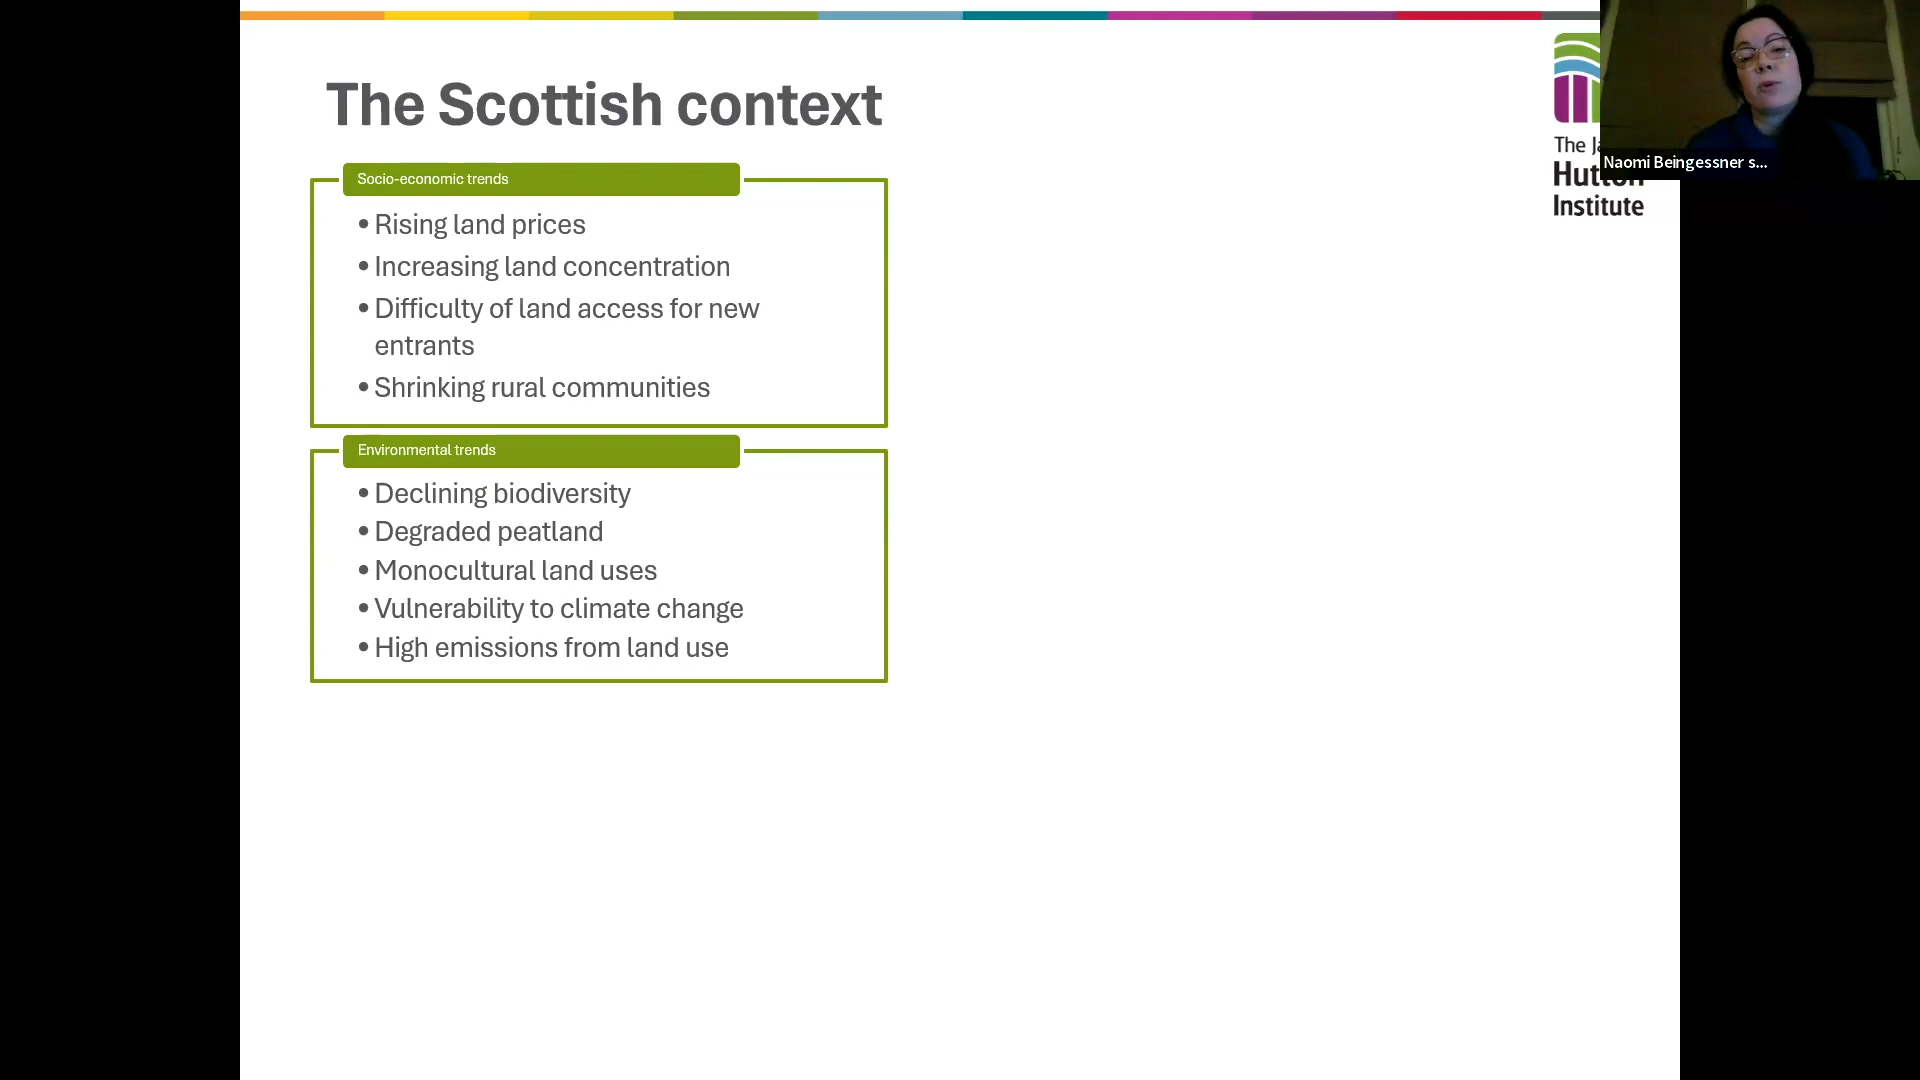 The Scottish context
Socio-economic trends
• Rising land prices
• Increasing land concentration
• Difficulty of land access for new
entrants
• Shrinking rural communities
Environmental trends
• Declining biodiversity
• Degraded peatland
• Monocultural land uses
• Vulnerability to climate change
• High emissions from land use
The Ja
Hutton
Institute
Naomi Beingessner s...